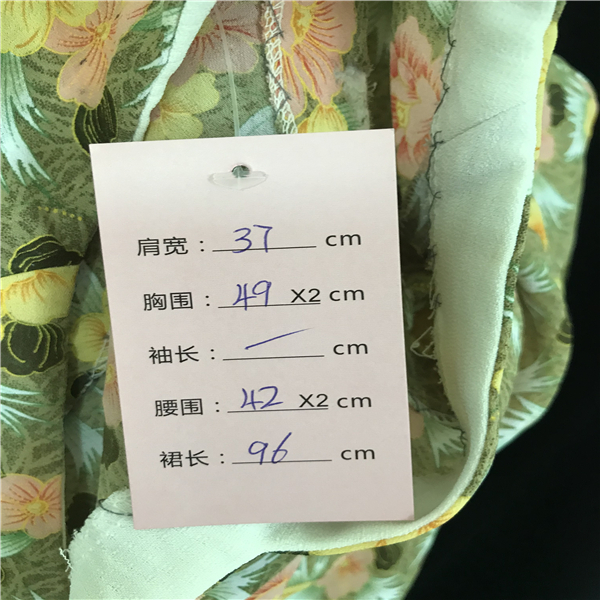 肩宽：37 cm
胸围：49 X2 cm
袖长：／ cm
腰围：42 X2 cm
裙长：96 cm